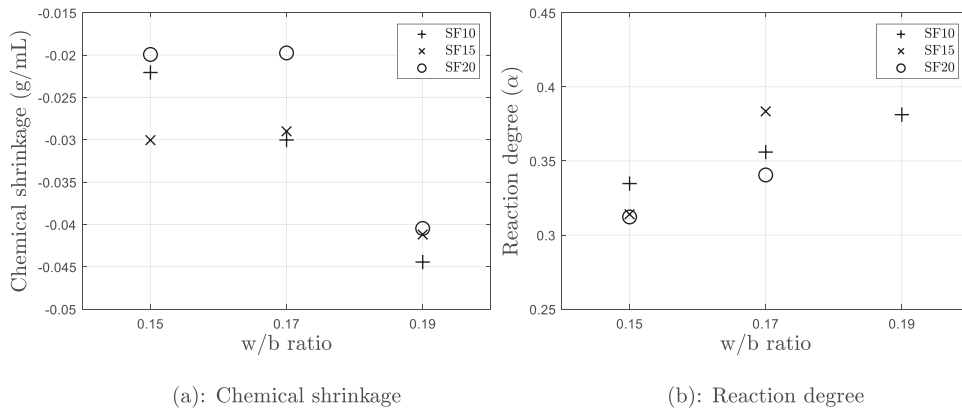 Chemical shrinkage (g/mL)
-0.015
-0.02
-0.025
-0.03
-0.035
-0.04
-0.045
-0.05
SF10
SF15
SF20
0.15
0.17
0.19
w/b ratio
(a): Chemical shrinkage
Reaction degree (α)
0.45
0.4
0.35
0.3
0.25
SF10
SF15
SF20
0.15
0.17
0.19
w/b ratio
(b): Reaction degree